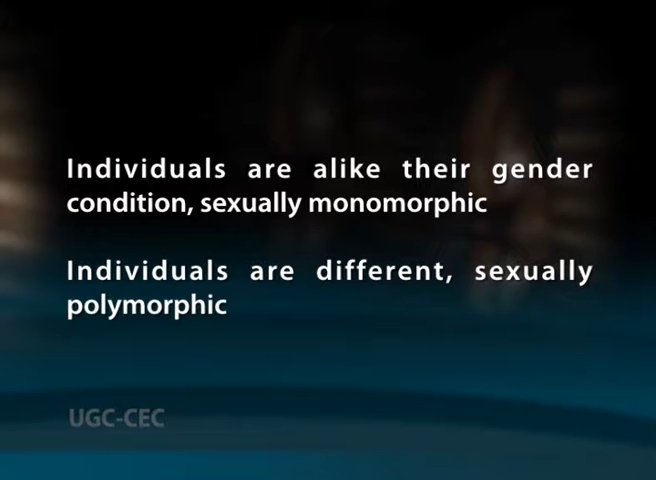 Individuals are alike their gender
condition, sexually monomorphic
Individuals are different, sexually
polymorphic
UGC-CEC